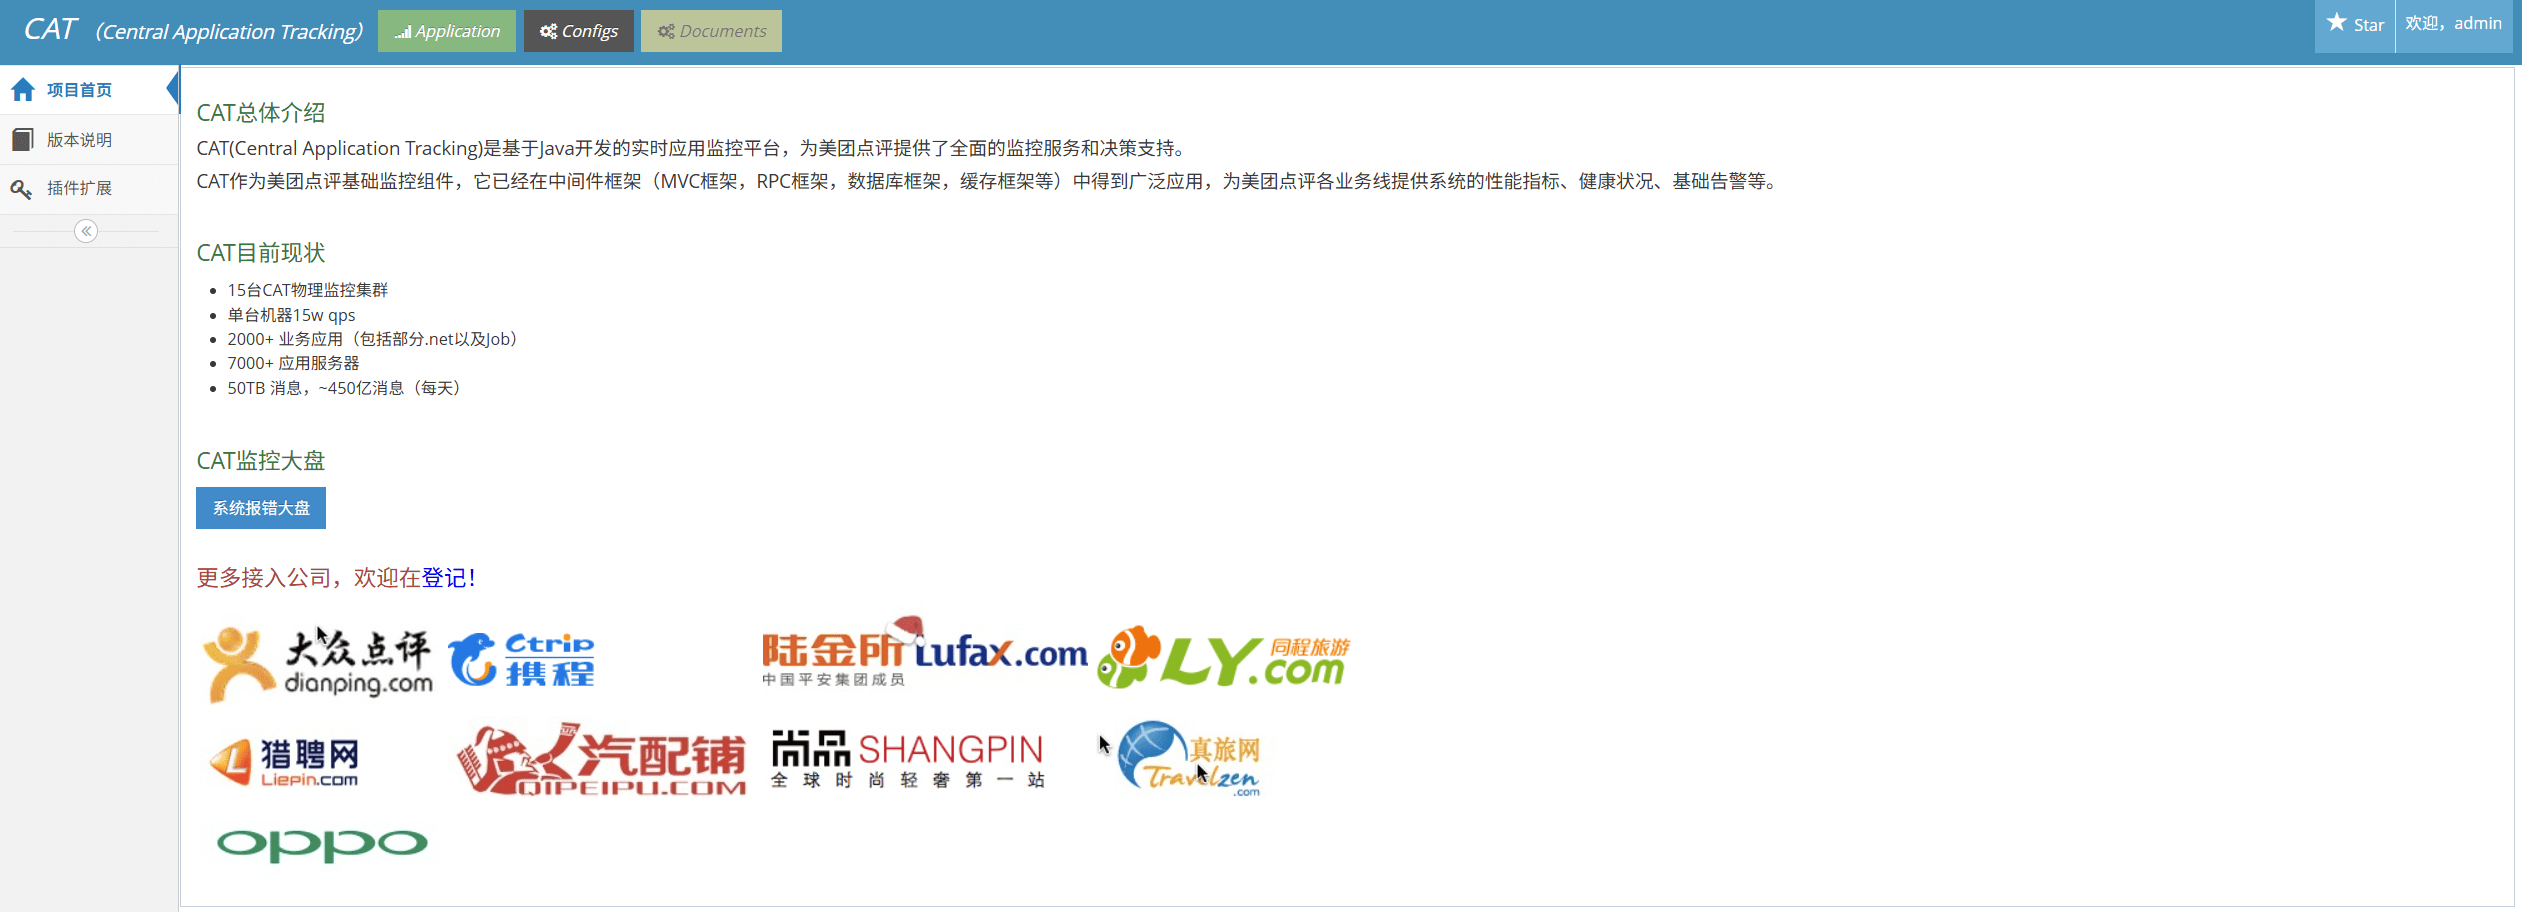 CAT （Central Application Tracking） Application Configs Documents Star 欢迎，admin
项目首页
版本说明
插件扩展
CAT总体介绍
CAT(Central Application Tracking)是基于Java开发的实时应用监控平台，为美团点评提供了全面的监控服务和决策支持。
CAT作为美团点评基础监控组件，它已经在中间件框架（MVC框架，RPC框架，数据库框架，缓存框架等）中得到广泛应用，为美团点评各业务线提供系统的性能指标、健康状况、基础告警等。
CAT目前现状
15台CAT物理监控集群
单台机器15w qps
2000+ 业务应用（包括部分.net以及Job）
7000+ 应用服务器
50TB 消息，~450亿消息（每天）
CAT监控大盘
系统报错大盘
更多接入公司，欢迎在登记！
大众点评
dianping.com
Ctrip
携程
陆金所 Lufax.com
中国平安集团成员
同程旅游
LY.com
猎聘网
Liepin.com
汽配铺
QIPEIPU.COM
尚品 SHANGPIN
全球时尚轻奢第一站
真旅网
Travelzen
.com
oppo